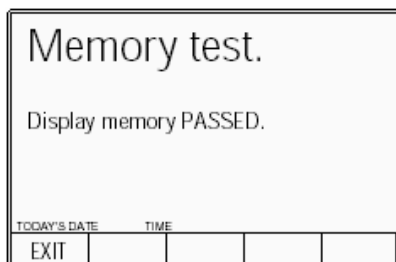 Memory test.
Display memory PASSED.
TODAY'S DATE TIME
EXIT